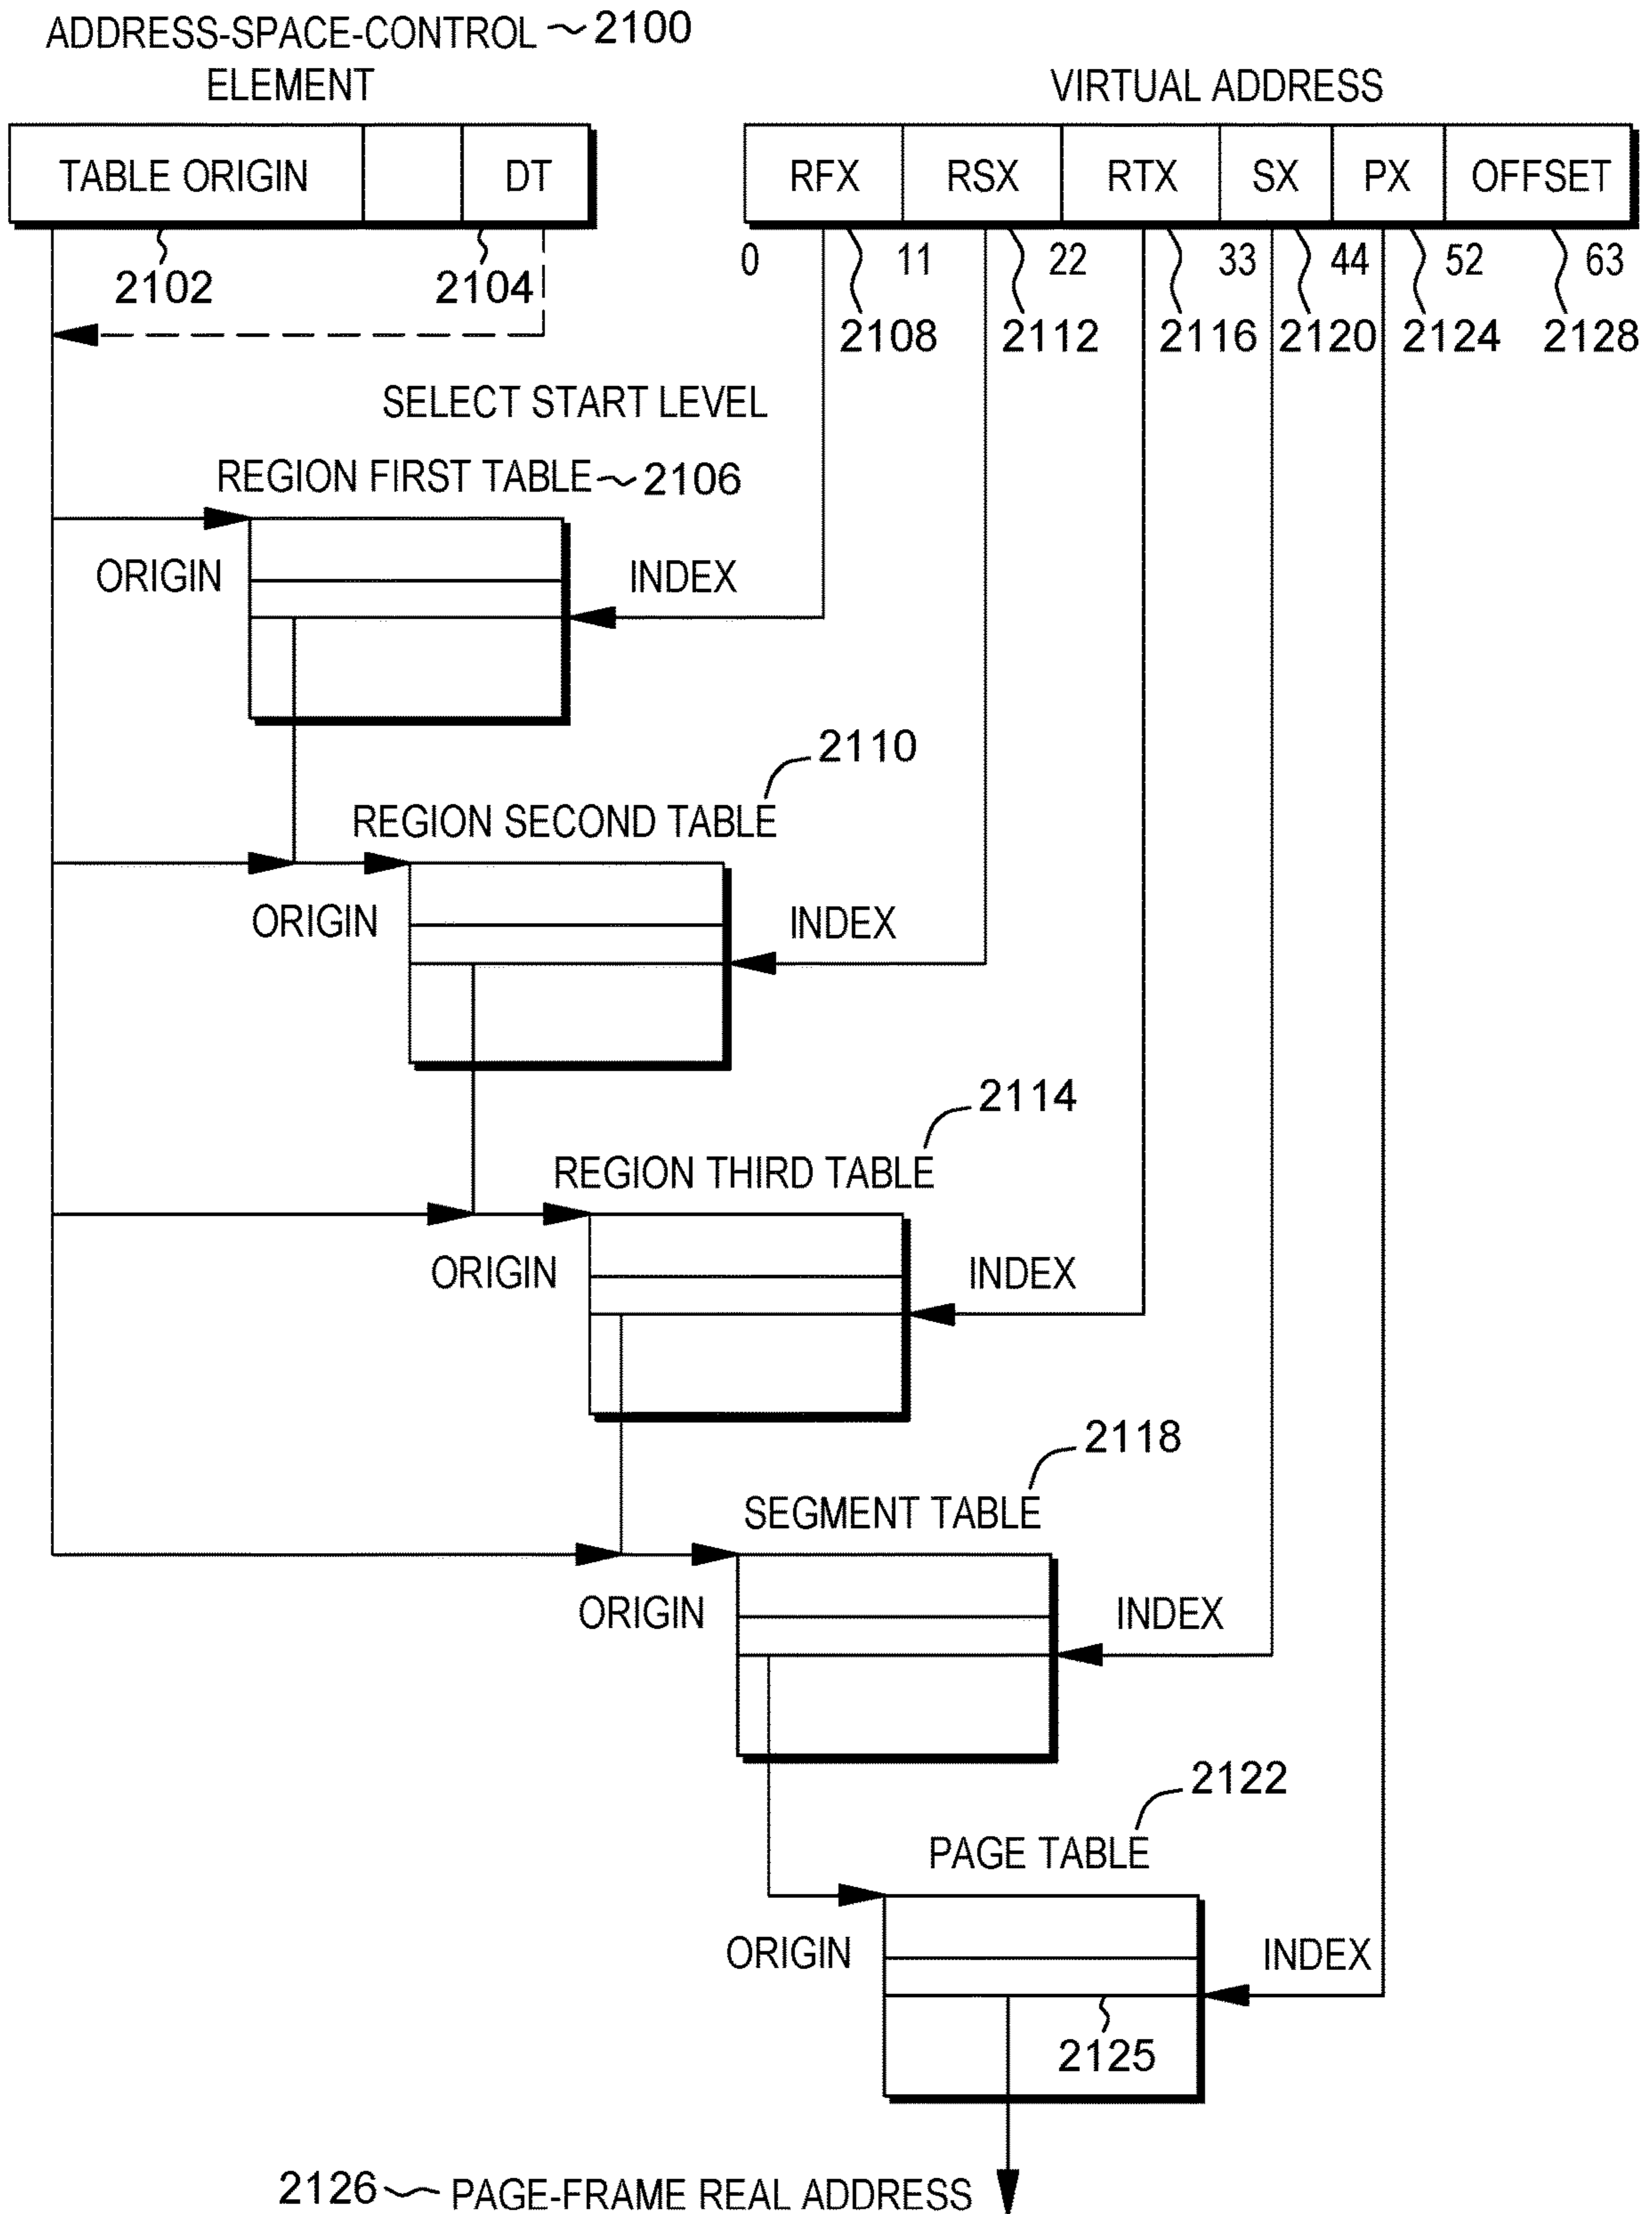 ADDRESS-SPACE-CONTROL 2100
ELEMENT
VIRTUAL ADDRESS
TABLE ORIGIN DT
RFX RSX RTX SX PX OFFSET
0 11 22 33 44 52 63
2102 2104
2108 2112 2116 2120 2124 2128
SELECT START LEVEL
REGION FIRST TABLE 2106
ORIGIN INDEX
2110
REGION SECOND TABLE
ORIGIN INDEX
2114
REGION THIRD TABLE
ORIGIN INDEX
2118
SEGMENT TABLE
ORIGIN INDEX
2122
PAGE TABLE
ORIGIN INDEX
2125
2126 PAGE-FRAME REAL ADDRESS